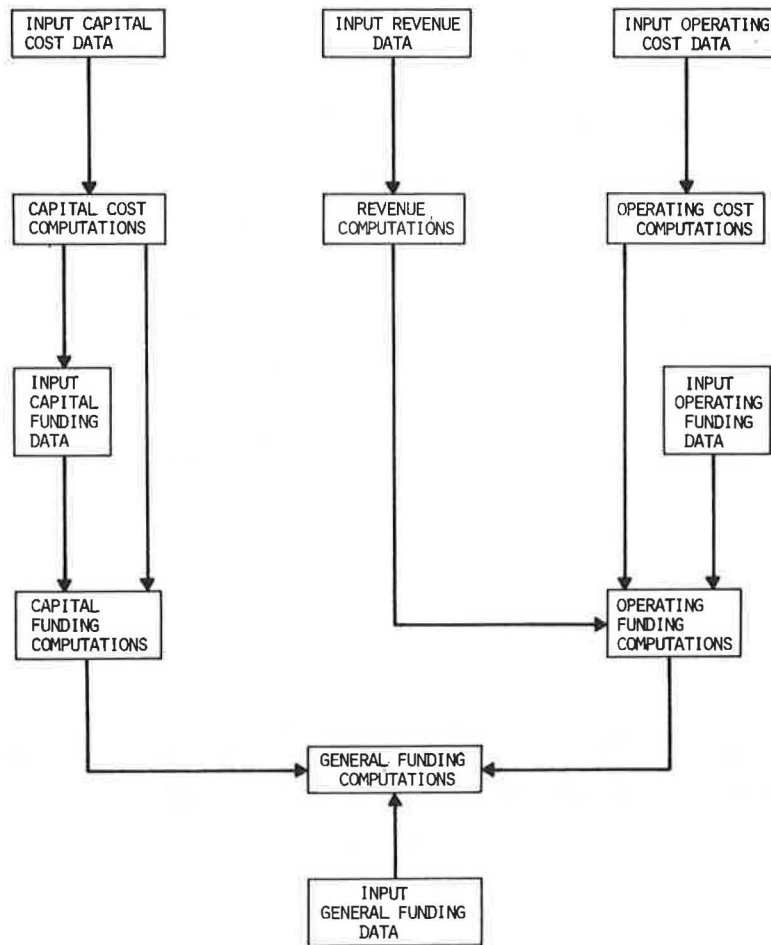 INPUT CAPITAL
COST DATA
INPUT REVENUE
DATA
INPUT OPERATING
COST DATA
CAPITAL COST
COMPUTATIONS
REVENUE
COMPUTATIONS
OPERATING COST
COMPUTATIONS
INPUT
CAPITAL
FUNDING
DATA
INPUT
OPERATING
FUNDING
DATA
CAPITAL
FUNDING
COMPUTATIONS
OPERATING
FUNDING
COMPUTATIONS
GENERAL FUNDING
COMPUTATIONS
INPUT
GENERAL FUNDING
DATA